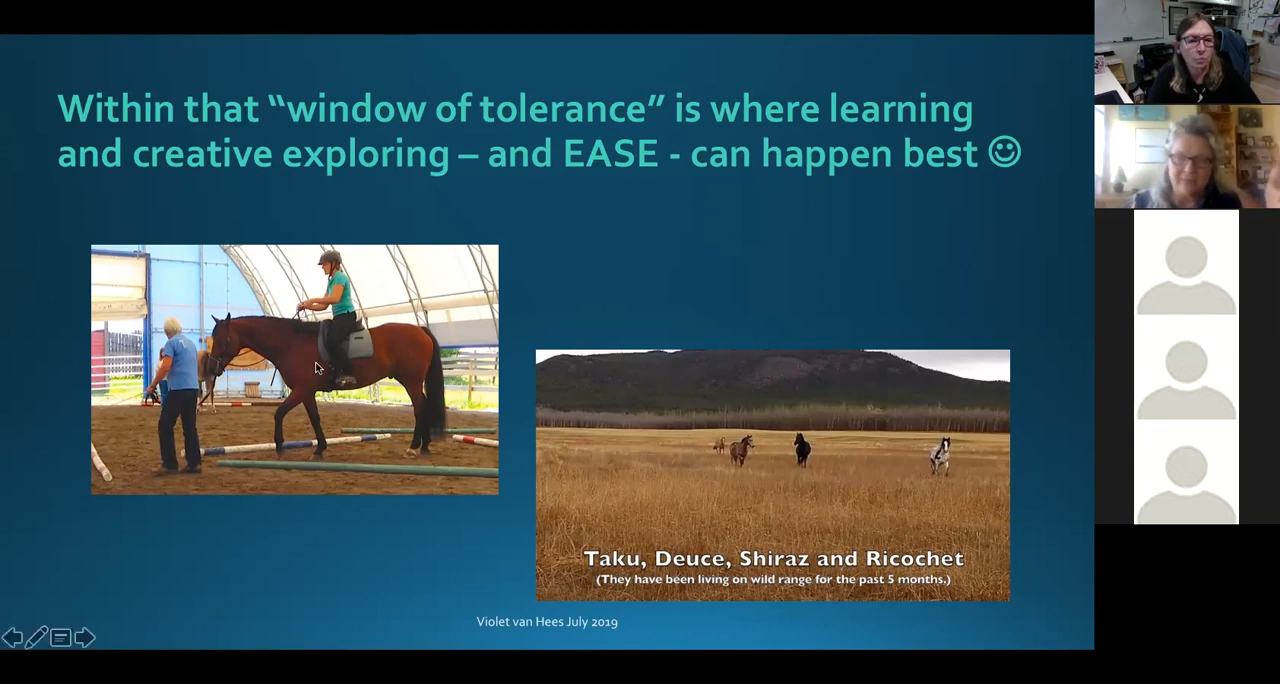 Within that “window of tolerance” is where learning
and creative exploring – and EASE - can happen best ☺
Taku, Deuce, Shiraz and Ricochet
(They have been living on wild range for the past 5 months.)
Violet van Hees July 2019